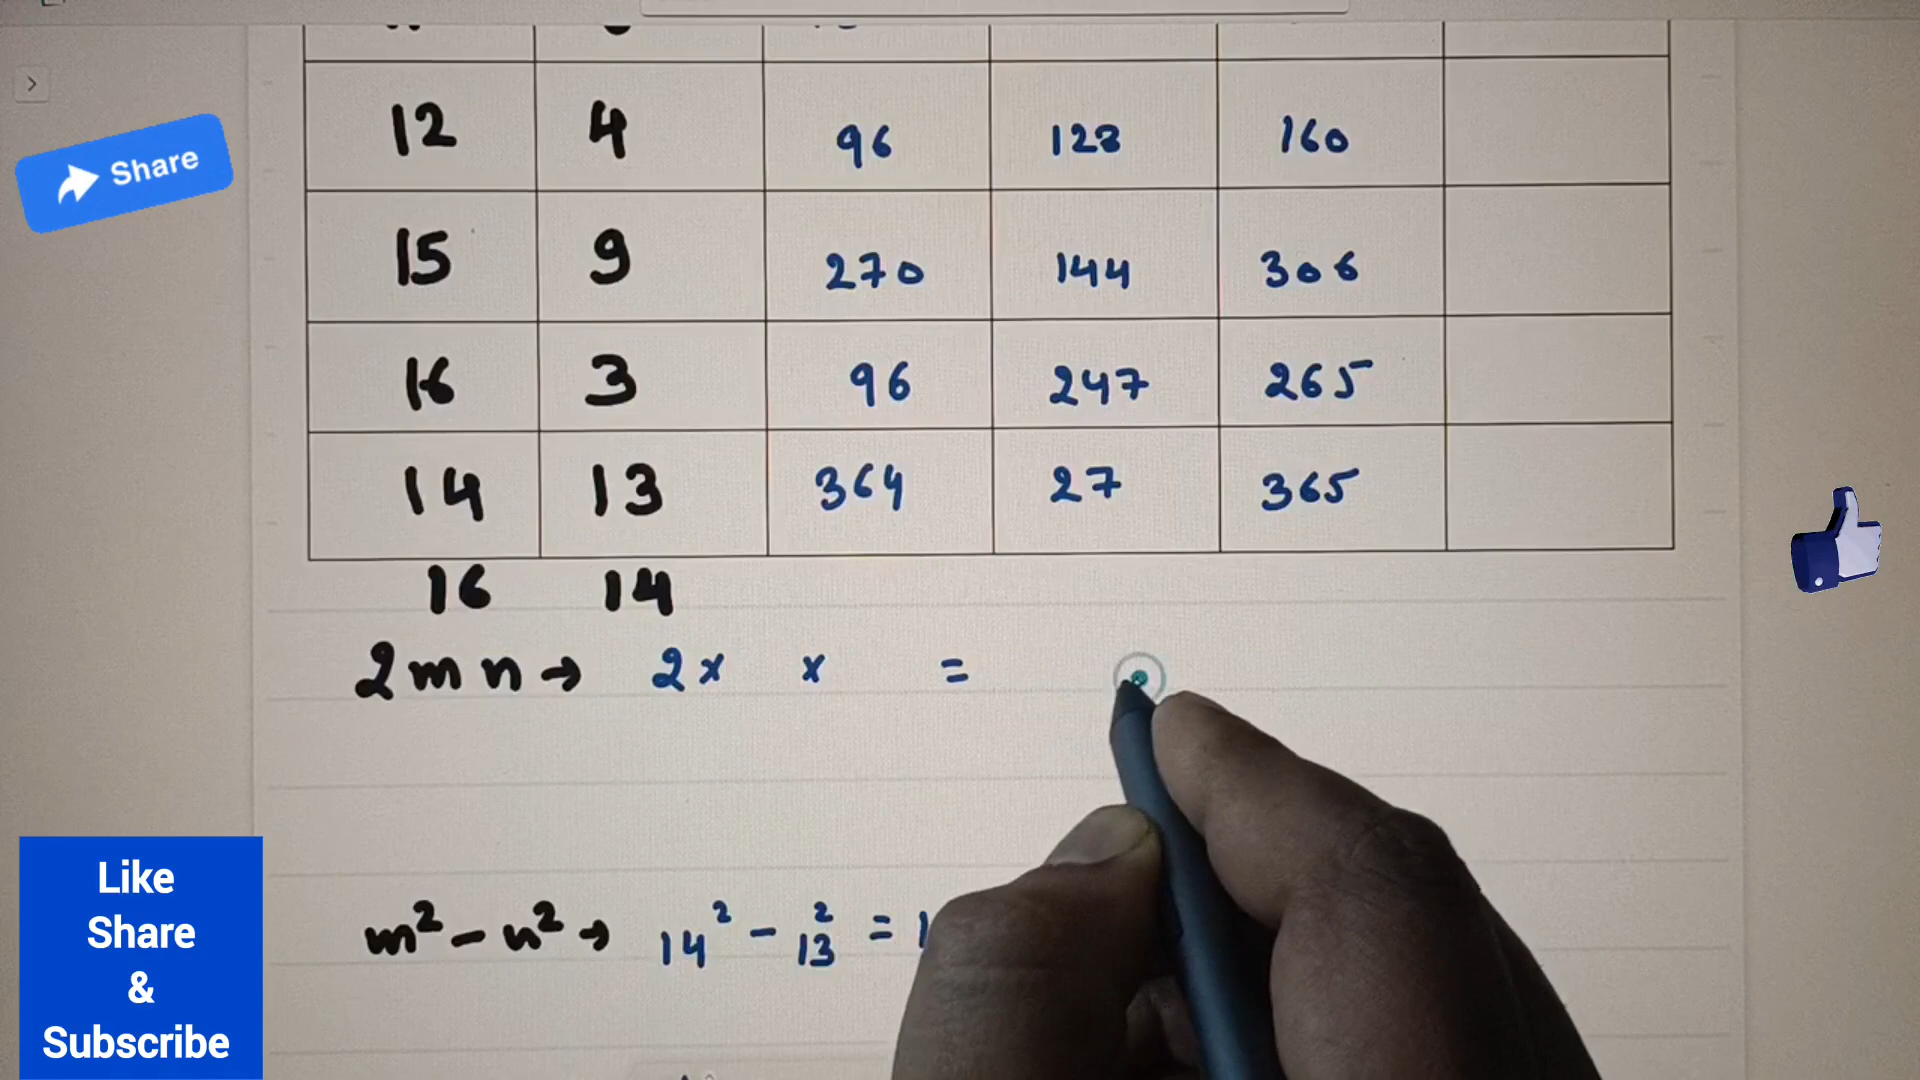 12 4 96 128 160
Share
15 9 270 144 306
16 3 96 247 265
14 13 364 27 365
16 14
2mn → 2 x x =
m² - n² → 14² - 13² = 1
Like
Share
&
Subscribe